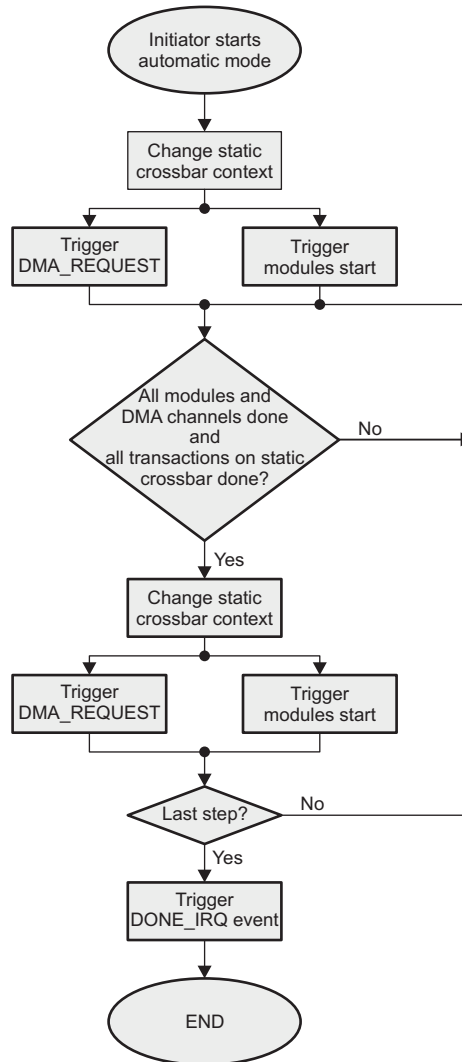 Initiator starts
automatic mode
Change static
crossbar context
Trigger
DMA_REQUEST
Trigger
modules start
All modules and
DMA channels done
and
all transactions on static
crossbar done?
No
Yes
Change static
crossbar context
Trigger
DMA_REQUEST
Trigger
modules start
Last step?
No
Yes
Trigger
DONE_IRQ event
END